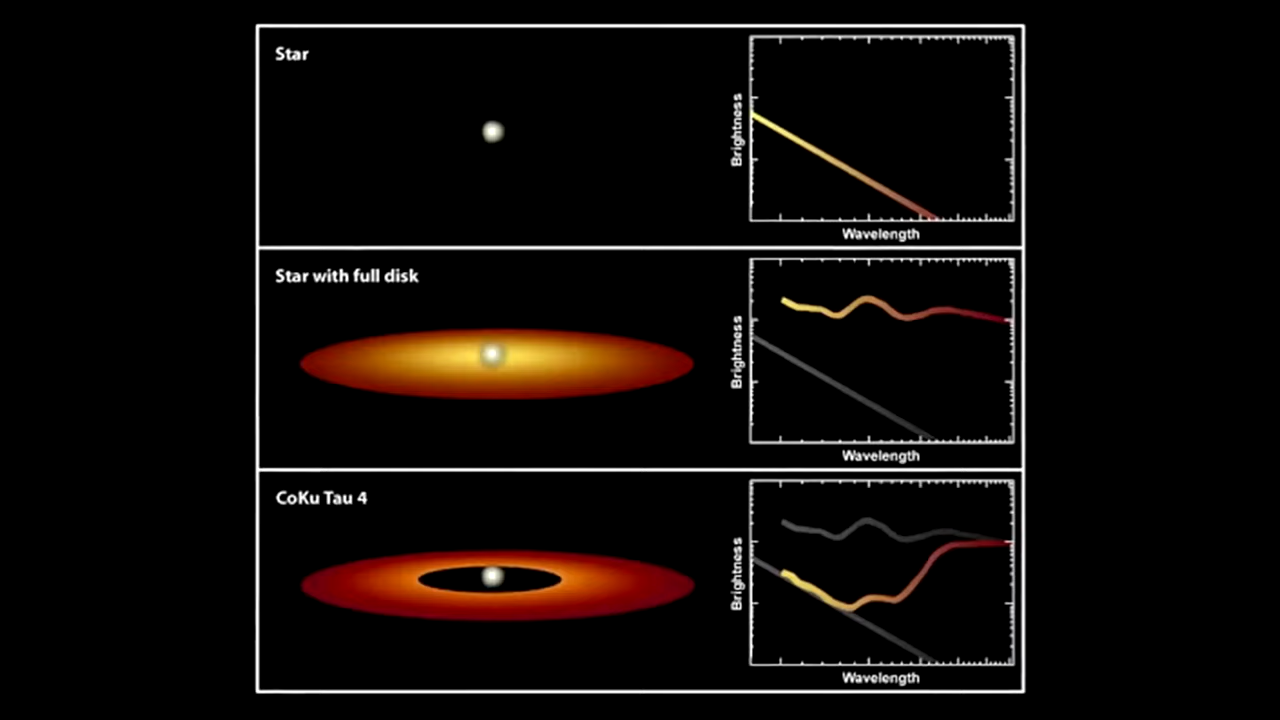 Star
Brightness
Wavelength
Star with full disk
Brightness
Wavelength
CoKu Tau 4
Brightness
Wavelength